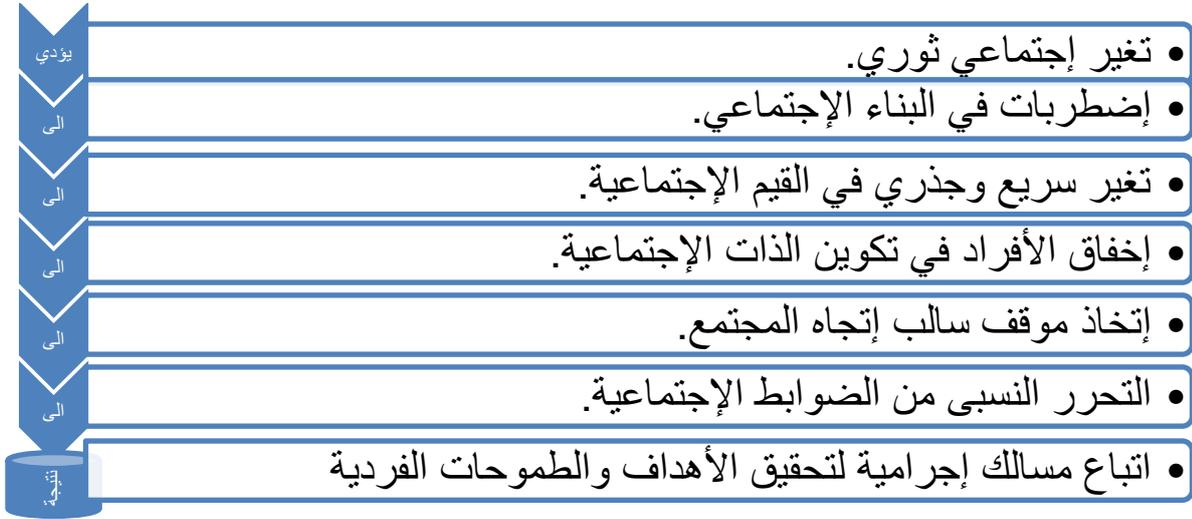 يؤدي
• تغير إجتماعي ثوري.
الى
• إضطربات في البناء الإجتماعي.
الى
• تغير سريع وجذري في القيم الإجتماعية.
الى
• إخفاق الأفراد في تكوين الذات الإجتماعية.
الى
• إتخاذ موقف سالب إتجاه المجتمع.
الى
• التحرر النسبى من الضوابط الإجتماعية.
نتيجة
• اتباع مسالك إجرامية لتحقيق الأهداف والطموحات الفردية